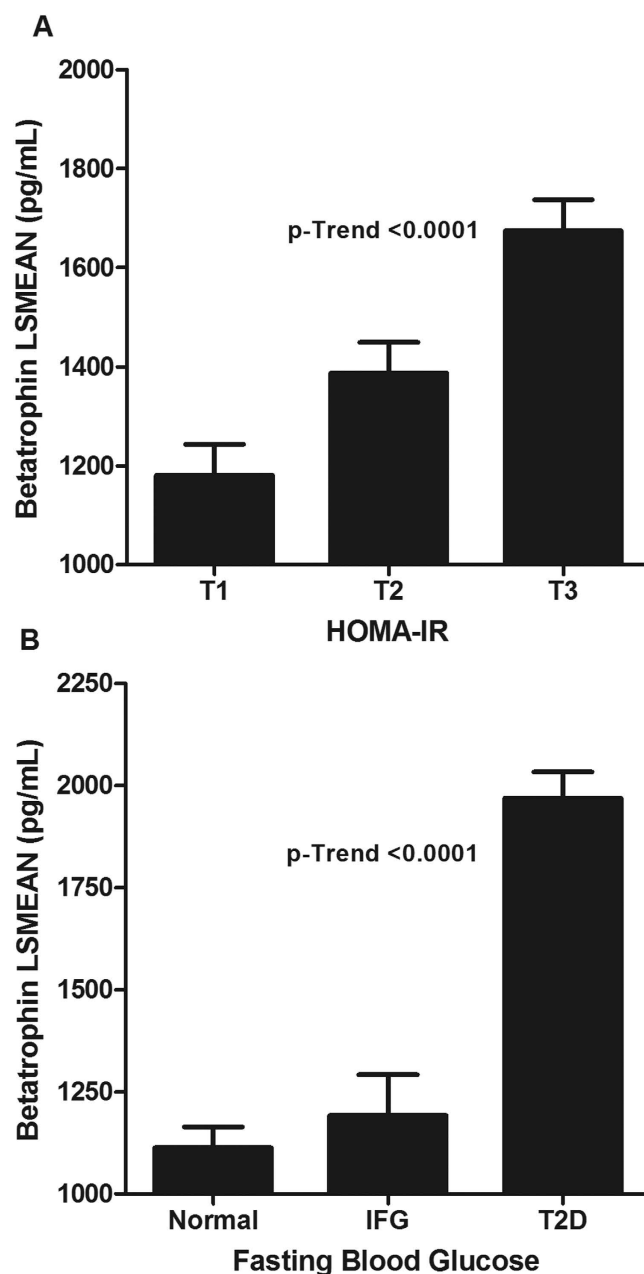 A
2000
1800
1600
1400
1200
1000
Betatrophin LSMEAN (pg/mL)
p-Trend <0.0001
T1 T2 T3
HOMA-IR
B
2250
2000
1750
1500
1250
1000
Betatrophin LSMEAN (pg/mL)
p-Trend <0.0001
Normal IFG T2D
Fasting Blood Glucose